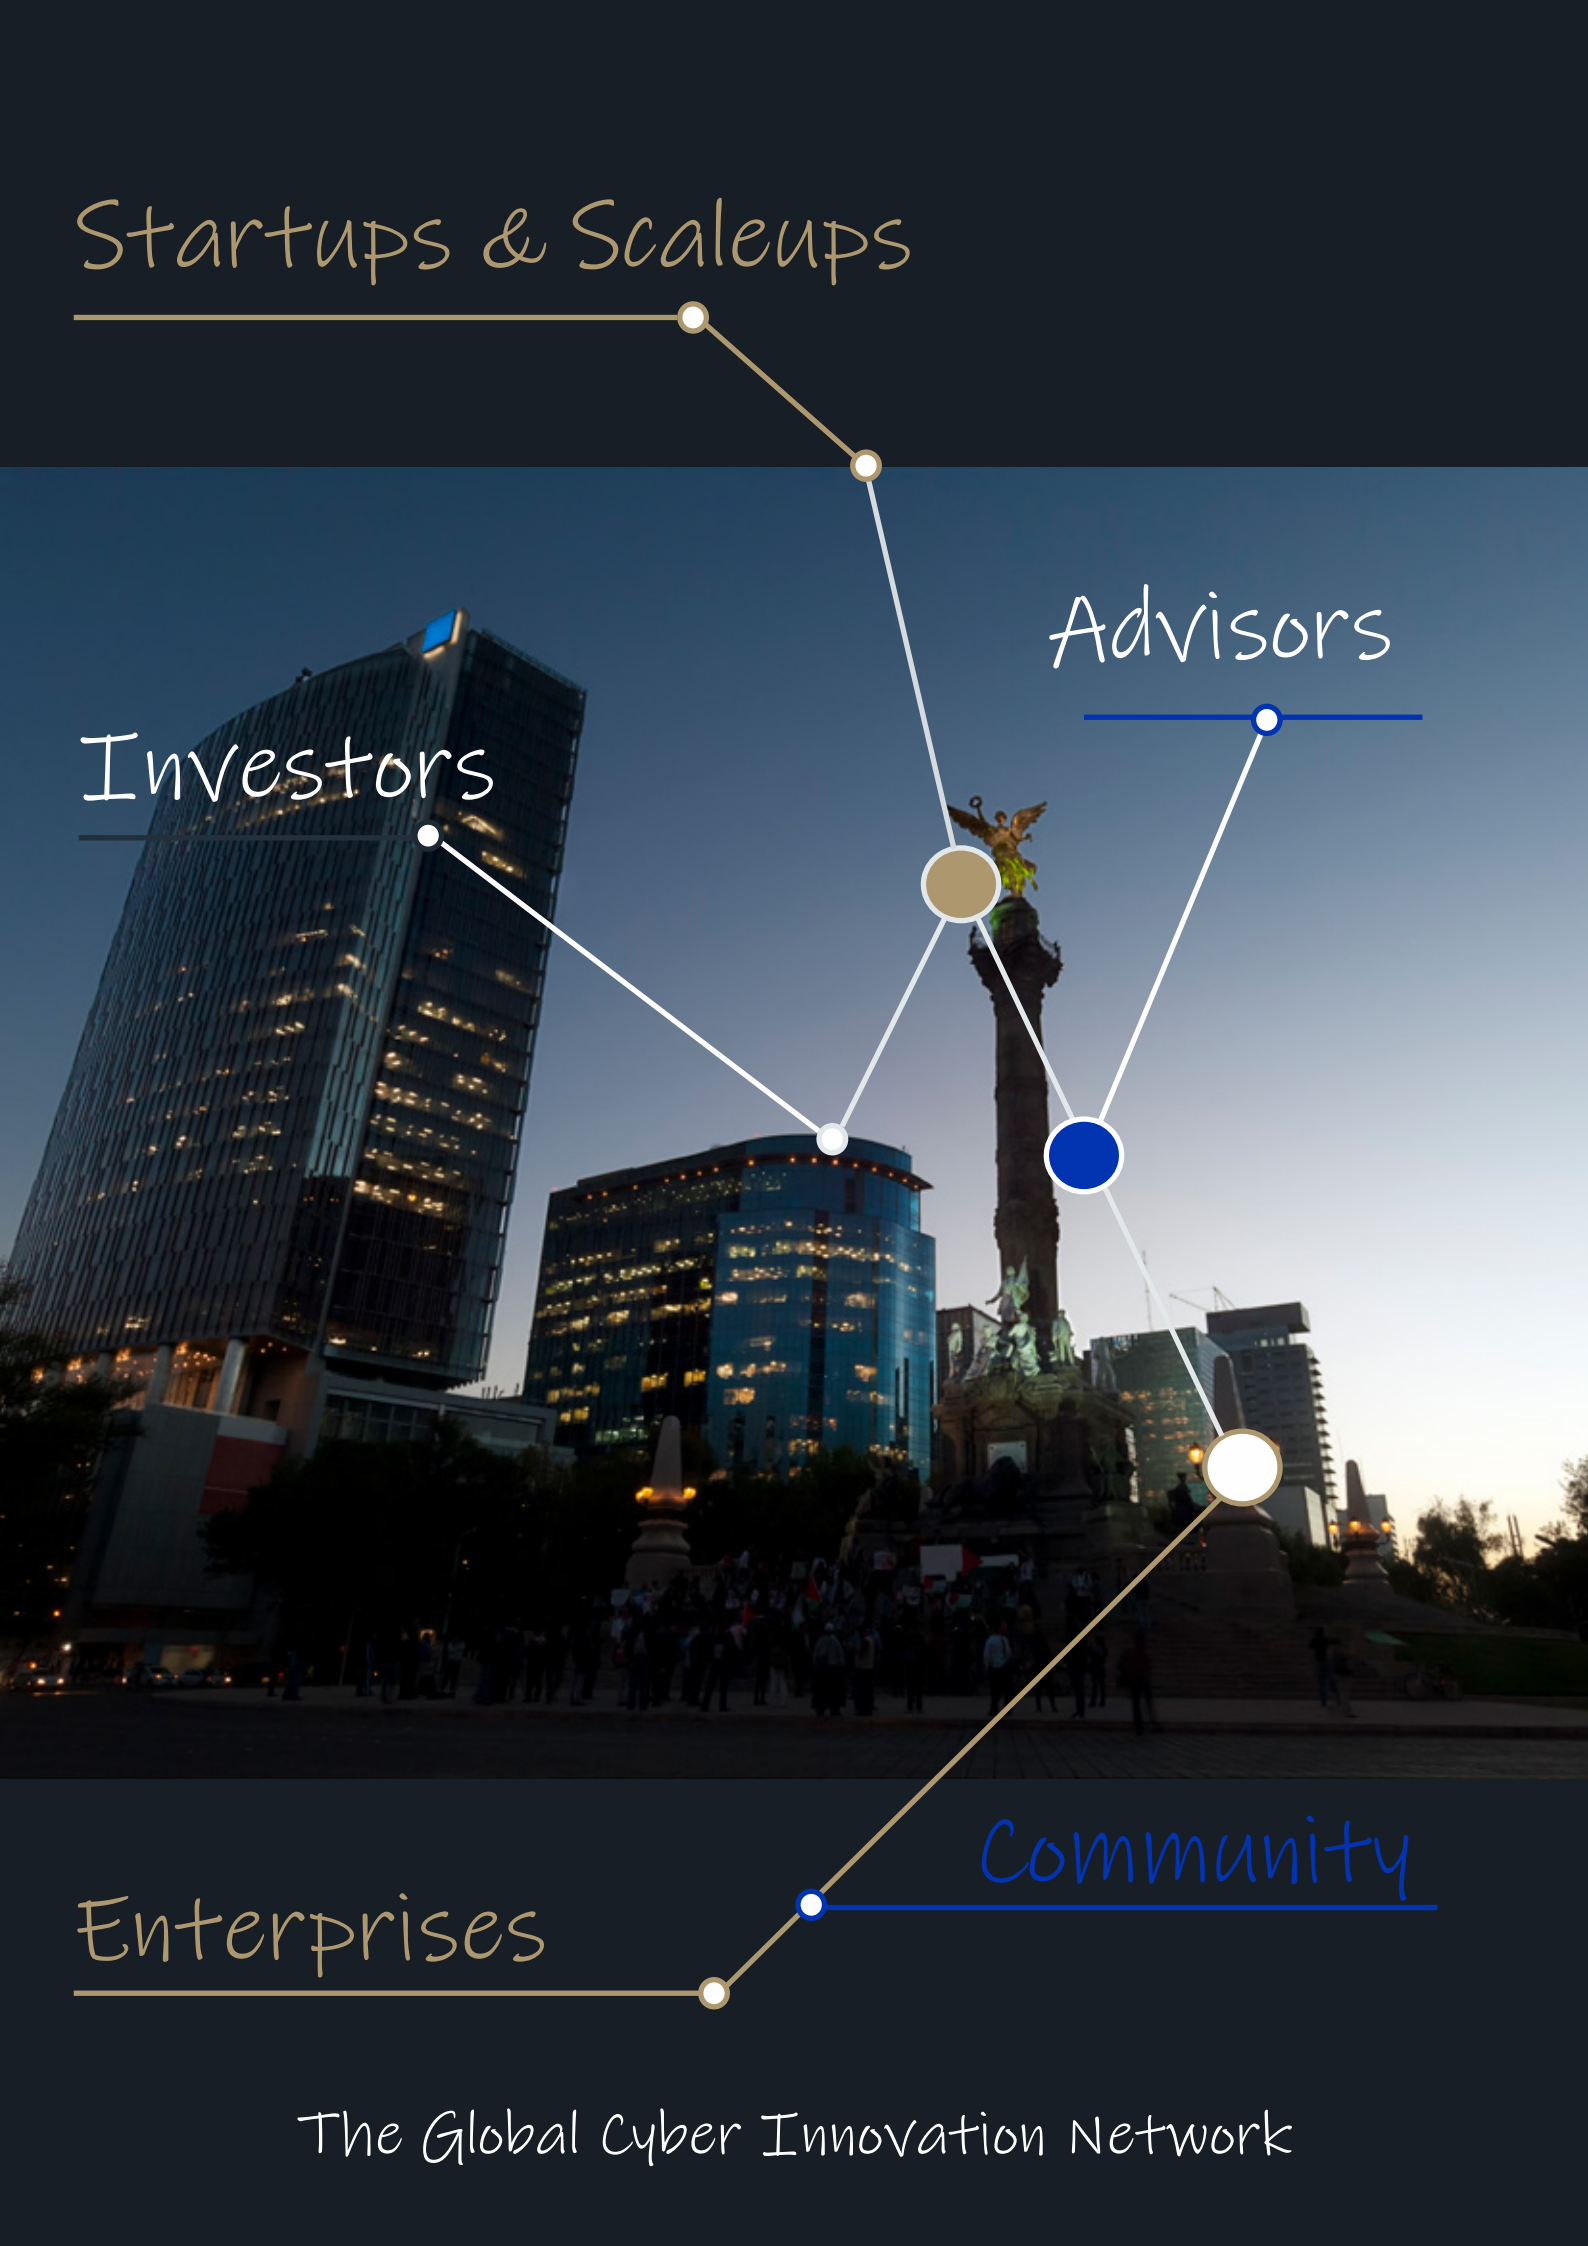 Startups & Scaleups
Advisors
Investors
Community
Enterprises
The Global Cyber Innovation Network